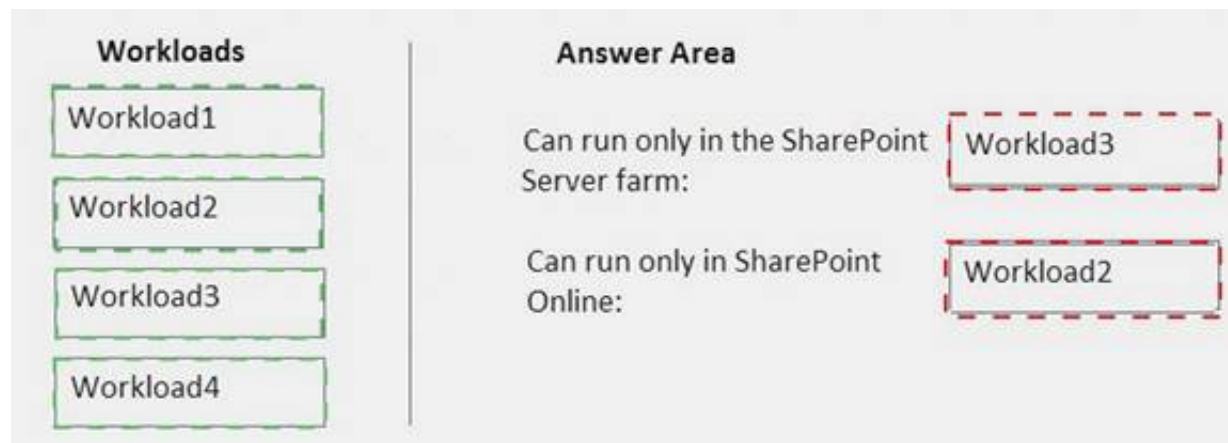 Workloads
Workload1
Workload2
Workload3
Workload4
Answer Area
Can run only in the SharePoint
Server farm:
Workload3
Can run only in SharePoint
Online:
Workload2